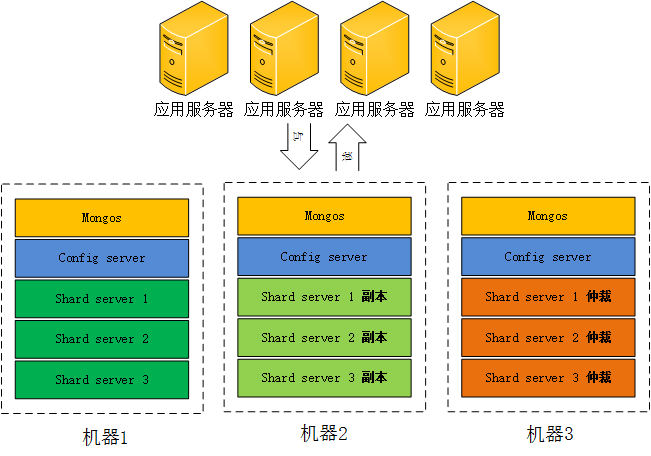 应用服务器 应用服务器 应用服务器 应用服务器
写 读
Mongos
Config server
Shard server 1
Shard server 2
Shard server 3
机器1
Mongos
Config server
Shard server 1 副本
Shard server 2 副本
Shard server 3 副本
机器2
Mongos
Config server
Shard server 1 仲裁
Shard server 2 仲裁
Shard server 3 仲裁
机器3